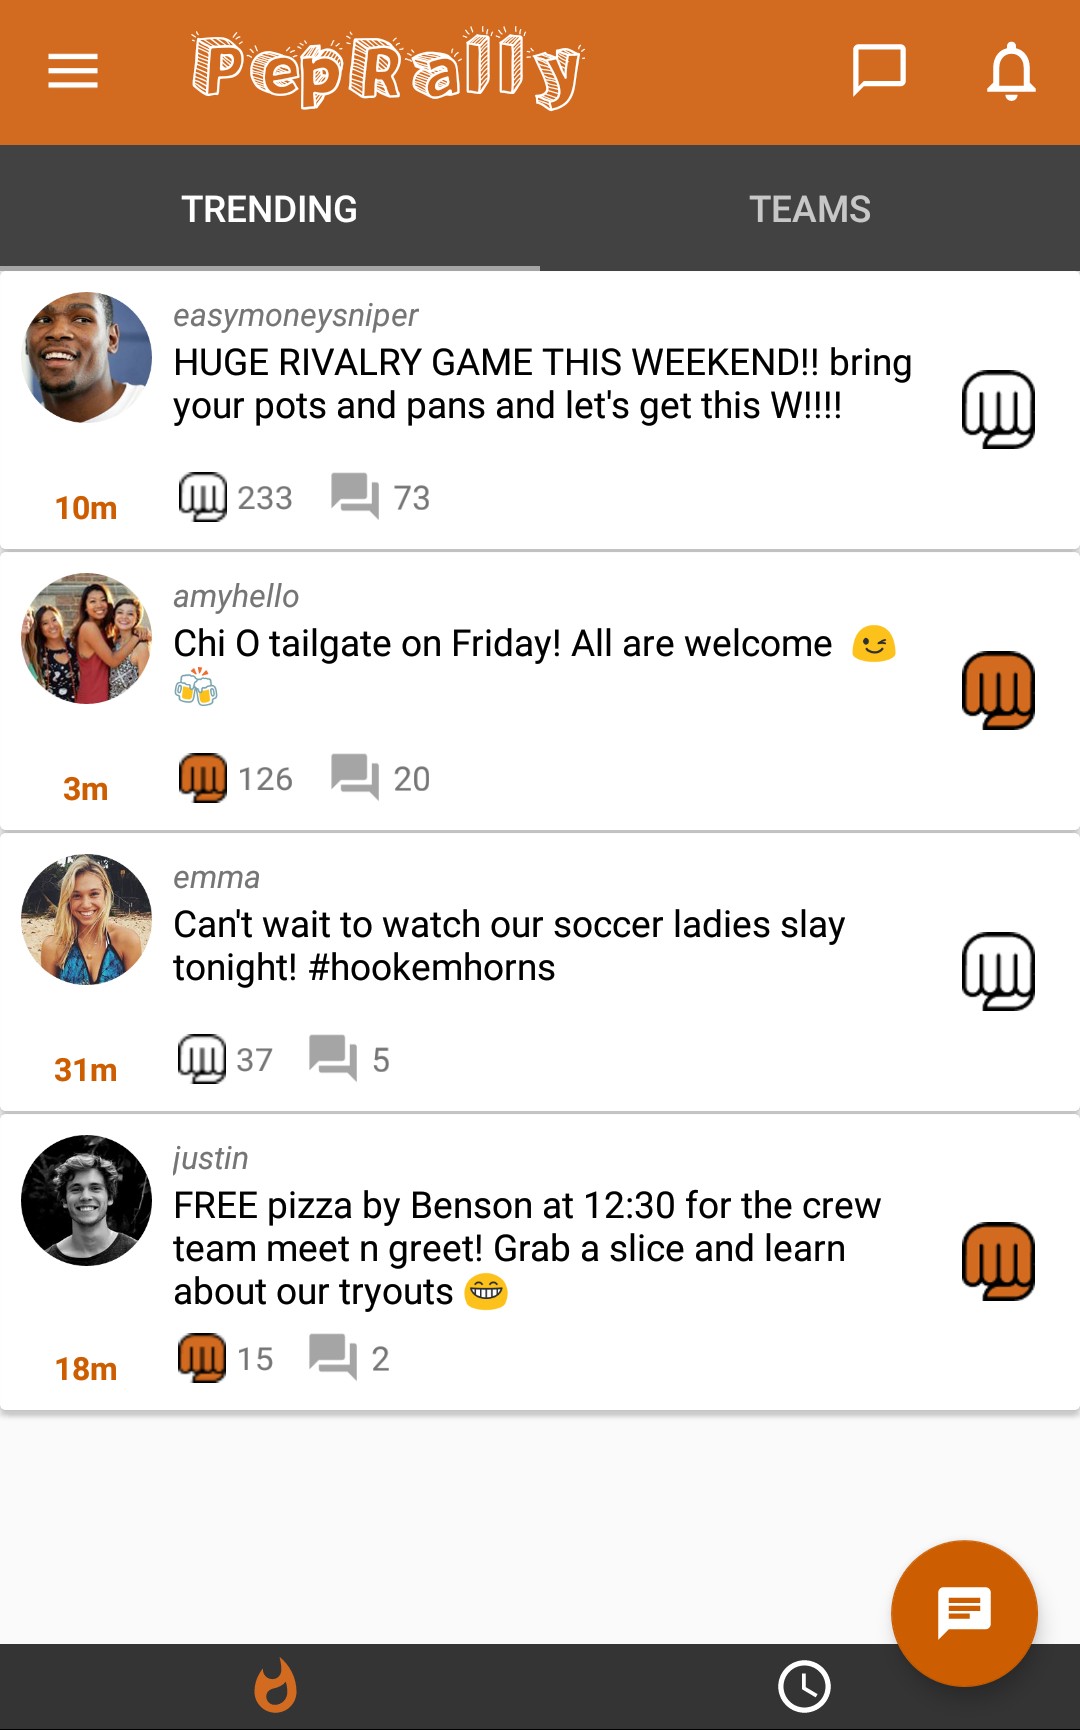 PepRally
TRENDING
TEAMS
easymoneysniper
HUGE RIVALRY GAME THIS WEEKEND!! bring
your pots and pans and let's get this W!!!!
10m
233
73
amyhello
Chi O tailgate on Friday! All are welcome 😉
🍻
3m
126
20
emma
Can't wait to watch our soccer ladies slay
tonight! #hookemhorns
31m
37
5
justin
FREE pizza by Benson at 12:30 for the crew
team meet n greet! Grab a slice and learn
about our tryouts 😁
18m
15
2